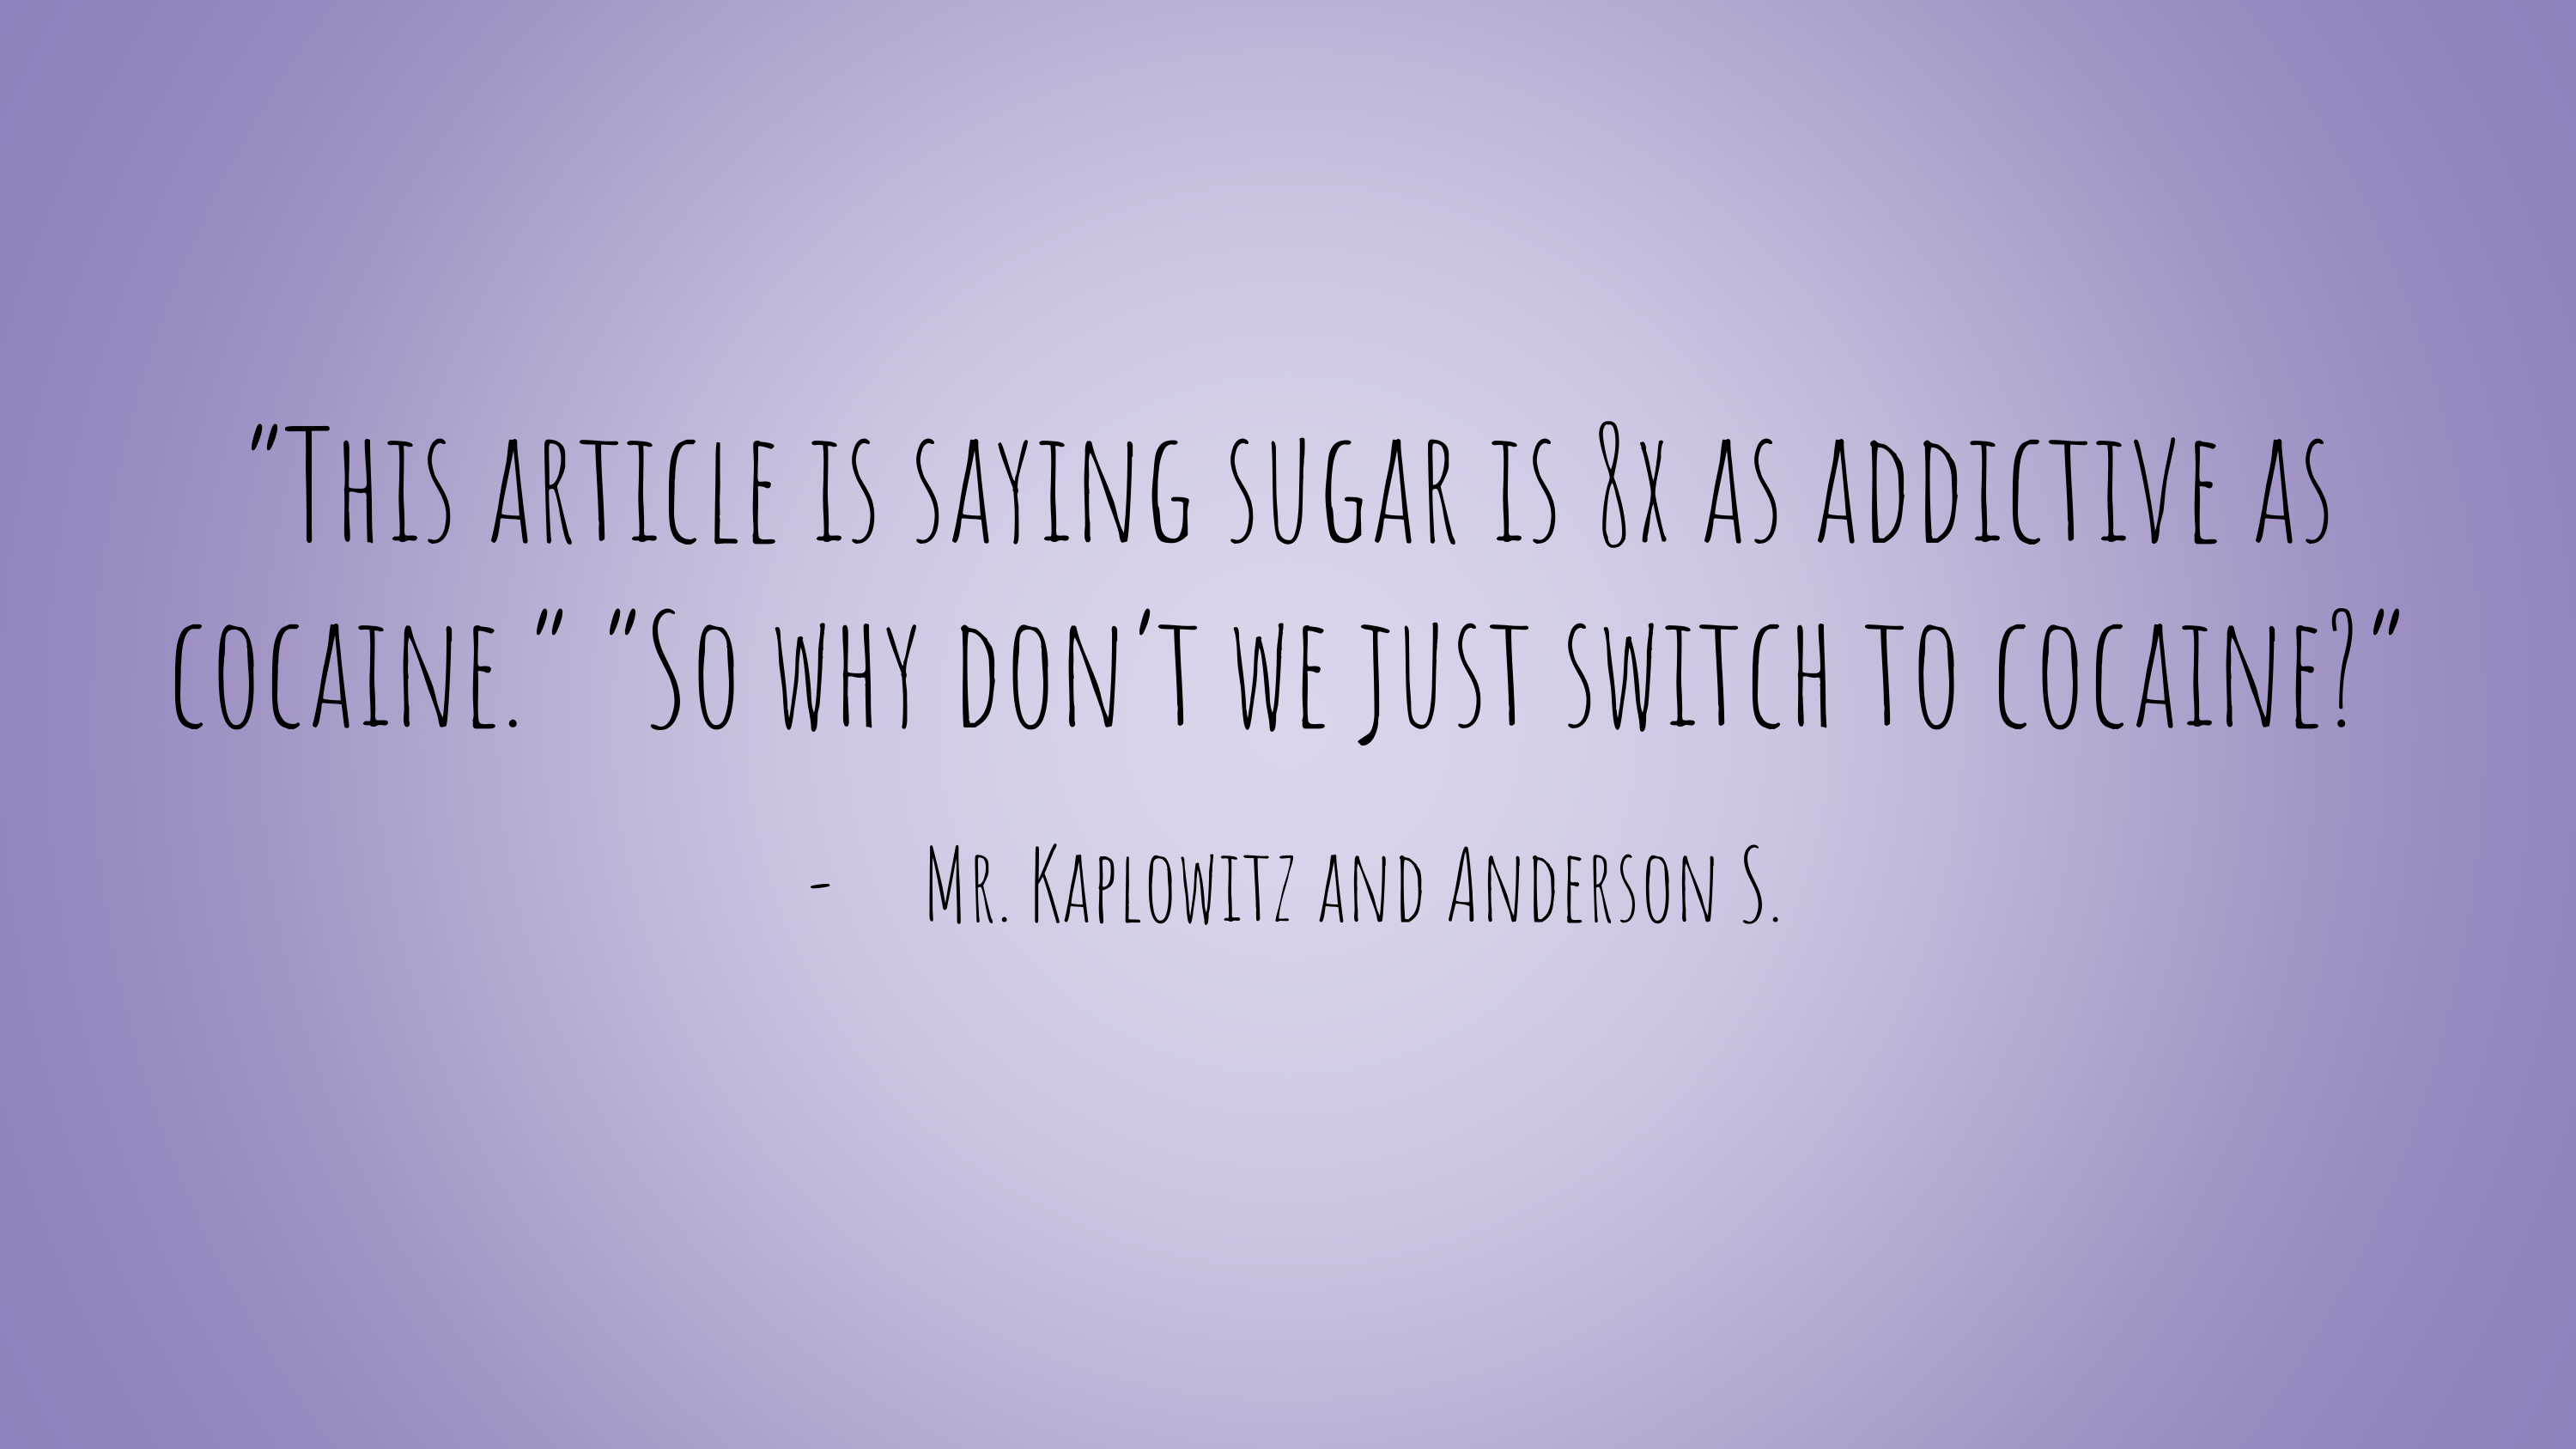 “This article is saying sugar is 8x as addictive as
cocaine.” “So why don’t we just switch to cocaine?”
- Mr. Kaplowitz and Anderson S.